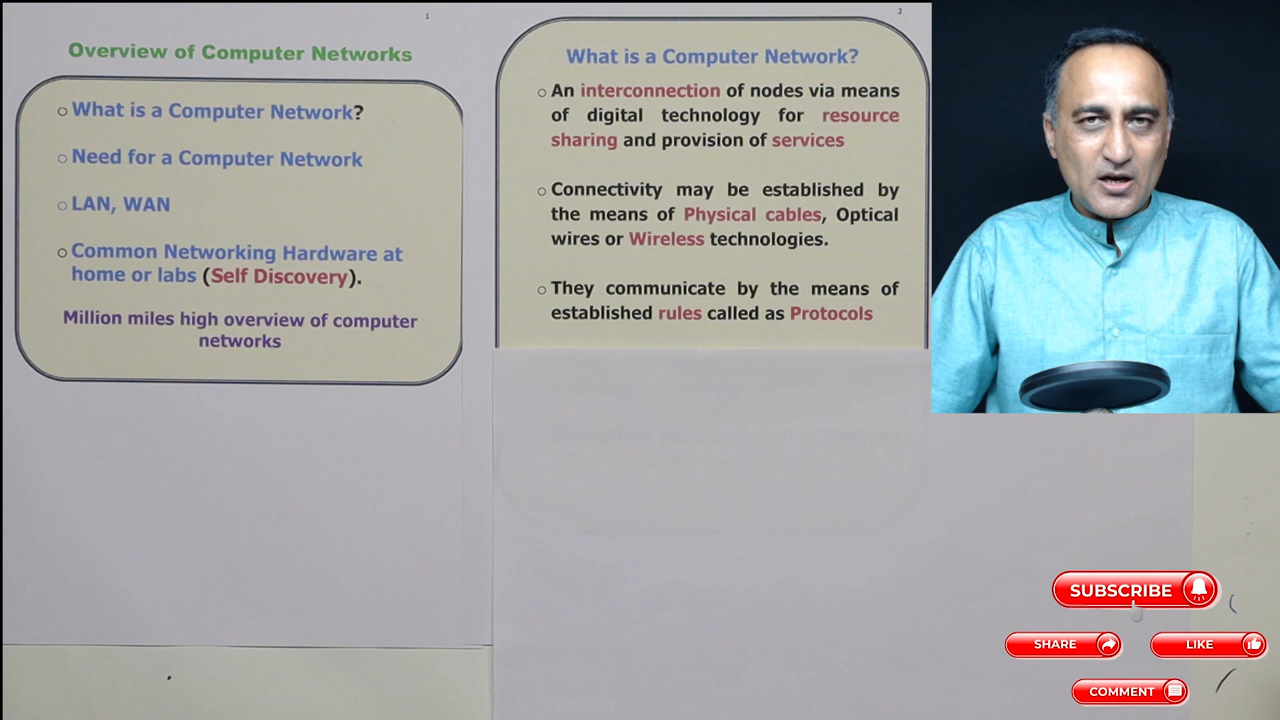 1
Overview of Computer Networks
o What is a Computer Network?
o Need for a Computer Network
o LAN, WAN
o Common Networking Hardware at
home or labs (Self Discovery).
Million miles high overview of computer
networks
2
What is a Computer Network?
o An interconnection of nodes via means
of digital technology for resource
sharing and provision of services
o Connectivity may be established by
the means of Physical cables, Optical
wires or Wireless technologies.
o They communicate by the means of
established rules called as Protocols
SUBSCRIBE
SHARE
LIKE
COMMENT